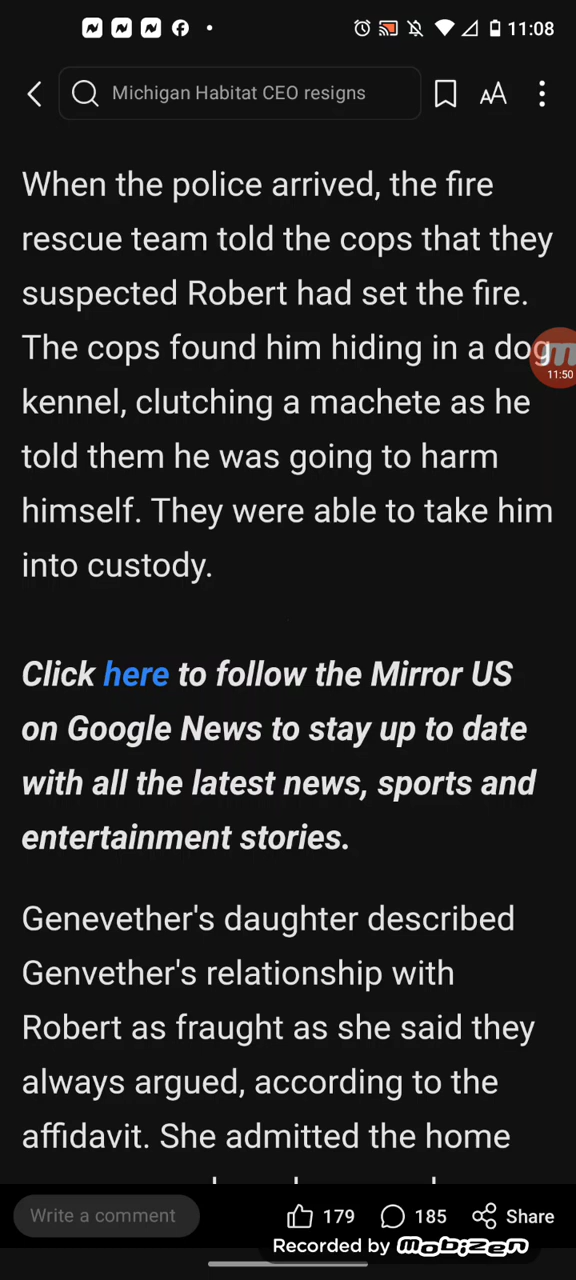 11:08
Michigan Habitat CEO resigns
AA
When the police arrived, the fire
rescue team told the cops that they
suspected Robert had set the fire.
The cops found him hiding in a dog
11:50
kennel, clutching a machete as he
told them he was going to harm
himself. They were able to take him
into custody.
Click here to follow the Mirror US
on Google News to stay up to date
with all the latest news, sports and
entertainment stories.
Genevether's daughter described
Genvether's relationship with
Robert as fraught as she said they
always argued, according to the
affidavit. She admitted the home
Write a comment
179
185
Share
Recorded by mobizen